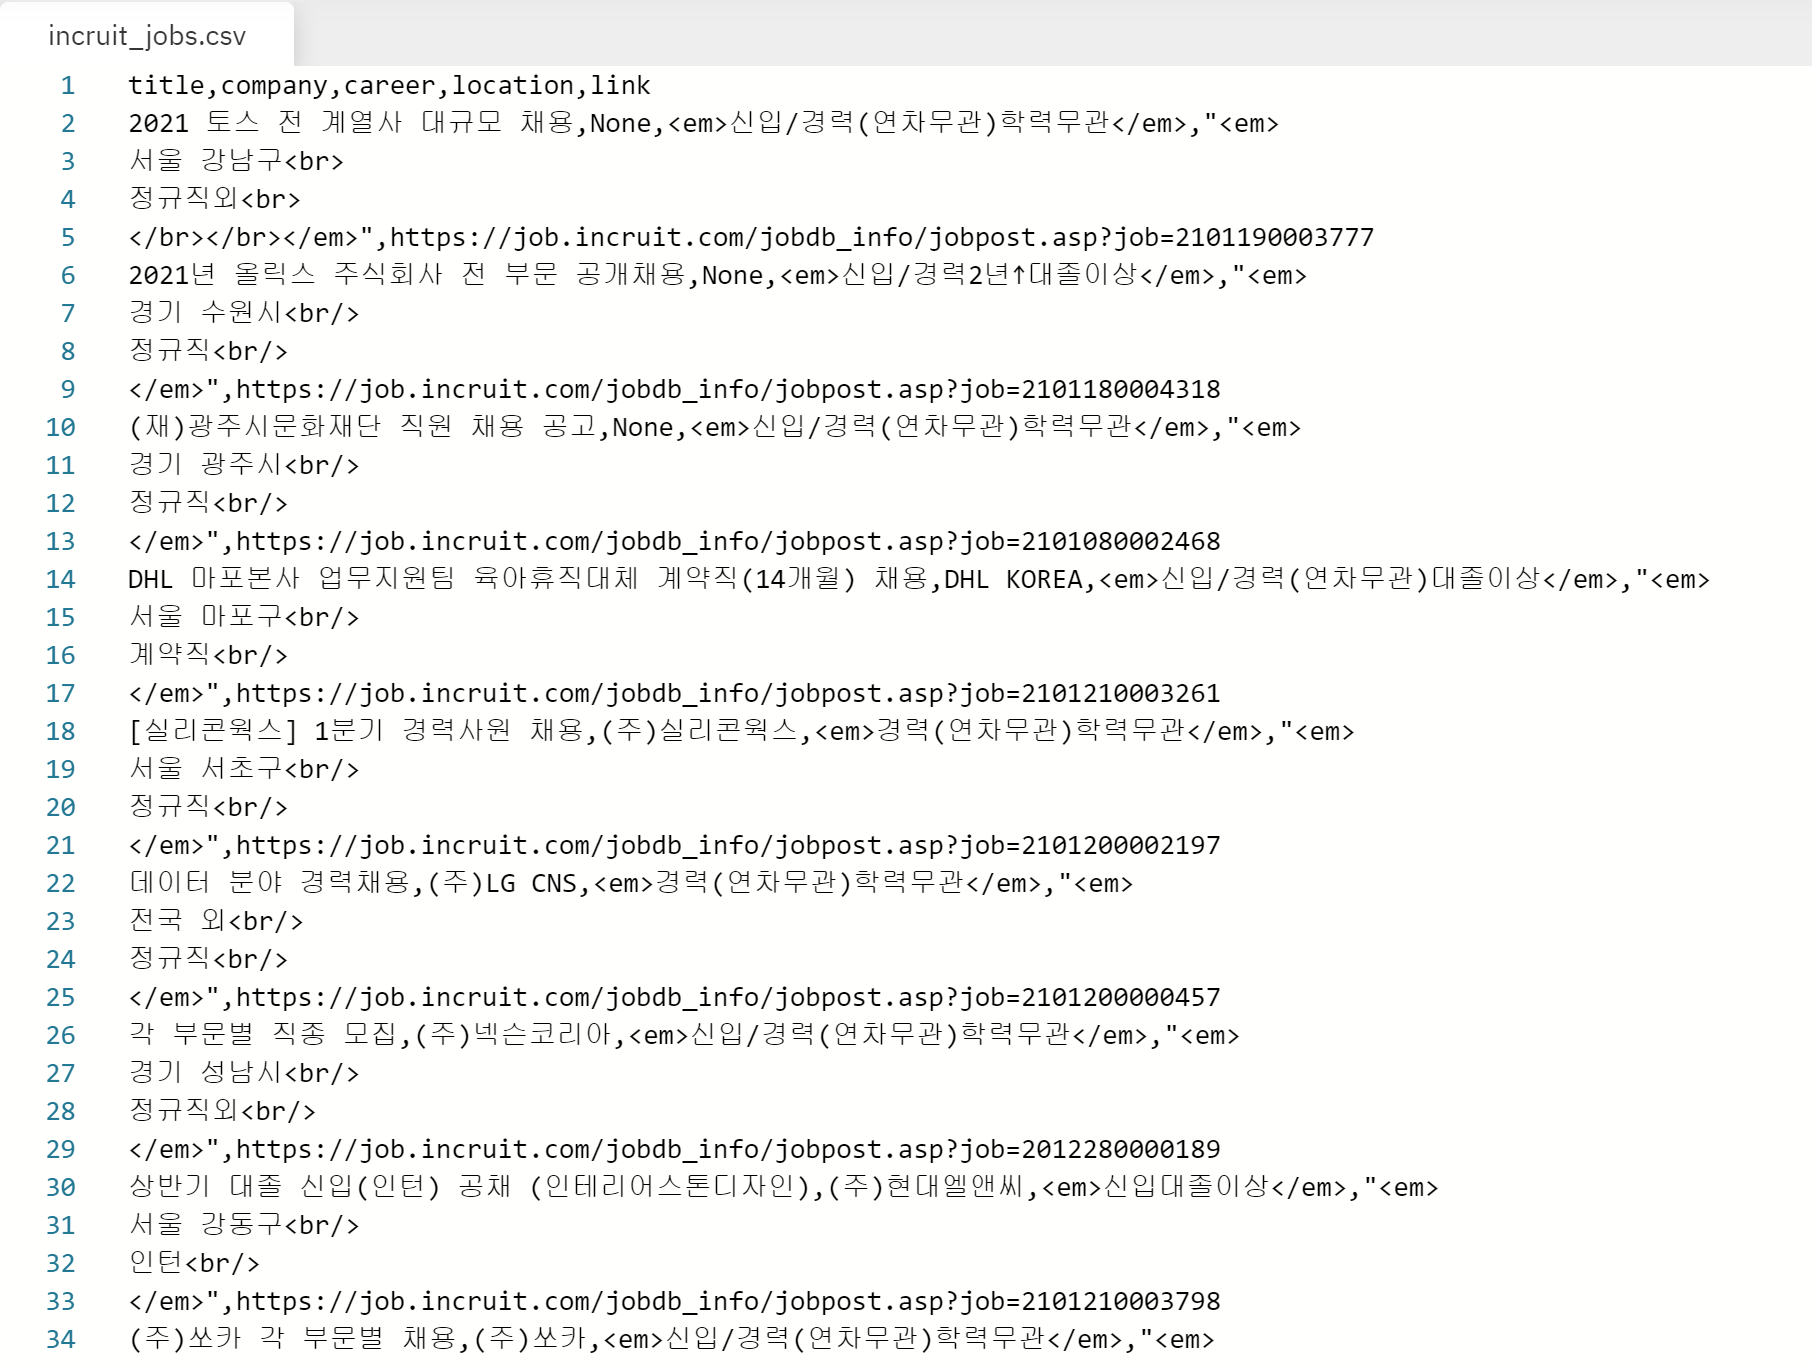 incruit_jobs.csv
1 title,company,career,location,link
2 2021 토스 전 계열사 대규모 채용,None,<em>신입/경력(연차무관)학력무관</em>,"<em>
3 서울 강남구<br>
4 정규직외<br>
5 </br></br></em>",https://job.incruit.com/jobdb_info/jobpost.asp?job=2101190003777
6 2021년 올릭스 주식회사 전 부문 공개채용,None,<em>신입/경력2년↑대졸이상</em>,"<em>
7 경기 수원시<br/>
8 정규직<br/>
9 </em>",https://job.incruit.com/jobdb_info/jobpost.asp?job=2101180004318
10 (재)광주시문화재단 직원 채용 공고,None,<em>신입/경력(연차무관)학력무관</em>,"<em>
11 경기 광주시<br/>
12 정규직<br/>
13 </em>",https://job.incruit.com/jobdb_info/jobpost.asp?job=2101080002468
14 DHL 마포본사 업무지원팀 육아휴직대체 계약직(14개월) 채용,DHL KOREA,<em>신입/경력(연차무관)대졸이상</em>,"<em>
15 서울 마포구<br/>
16 계약직<br/>
17 </em>",https://job.incruit.com/jobdb_info/jobpost.asp?job=2101210003261
18 [실리콘웍스] 1분기 경력사원 채용,(주)실리콘웍스,<em>경력(연차무관)학력무관</em>,"<em>
19 서울 서초구<br/>
20 정규직<br/>
21 </em>",https://job.incruit.com/jobdb_info/jobpost.asp?job=2101200002197
22 데이터 분야 경력채용,(주)LG CNS,<em>경력(연차무관)학력무관</em>,"<em>
23 전국 외<br/>
24 정규직<br/>
25 </em>",https://job.incruit.com/jobdb_info/jobpost.asp?job=2101200000457
26 각 부문별 직종 모집,(주)넥슨코리아,<em>신입/경력(연차무관)학력무관</em>,"<em>
27 경기 성남시<br/>
28 정규직외<br/>
29 </em>",https://job.incruit.com/jobdb_info/jobpost.asp?job=2012280000189
30 상반기 대졸 신입(인턴) 공채 (인테리어스톤디자인),(주)현대엘앤씨,<em>신입대졸이상</em>,"<em>
31 서울 강동구<br/>
32 인턴<br/>
33 </em>",https://job.incruit.com/jobdb_info/jobpost.asp?job=2101210003798
34 (주)쏘카 각 부문별 채용,(주)쏘카,<em>신입/경력(연차무관)학력무관</em>,"<em>